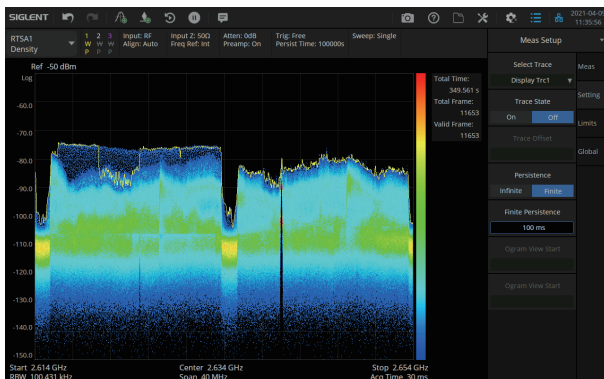 SIGLENT
2021-04-05
11:35:56
RTSA1
Density
1 2 3
W W W
P P P
Input: RF
Align: Auto
Input Z: 50Ω
Freq Ref: Int
Atten: 0dB
Preamp: On
Trig: Free
Persist Time: 100000s
Sweep: Single
Ref -50 dBm
Log
-60.0
-70.0
-80.0
-90.0
-100.0
-110.0
-120.0
-130.0
-140.0
-150.0
Total Time:
349.561 s
Total Frame:
11653
Valid Frame:
11653
Start 2.614 GHz
RBW 100.431 kHz
Center 2.634 GHz
Span 40 MHz
Stop 2.654 GHz
Acq Time 30 ms
Meas Setup
Select Trace
Display Trc1
Trace State
On Off
Trace Offset
Persistence
Infinite Finite
Finite Persistence
100 ms
Ogram View Start
Ogram View Start
Meas
Setting
Limits
Global